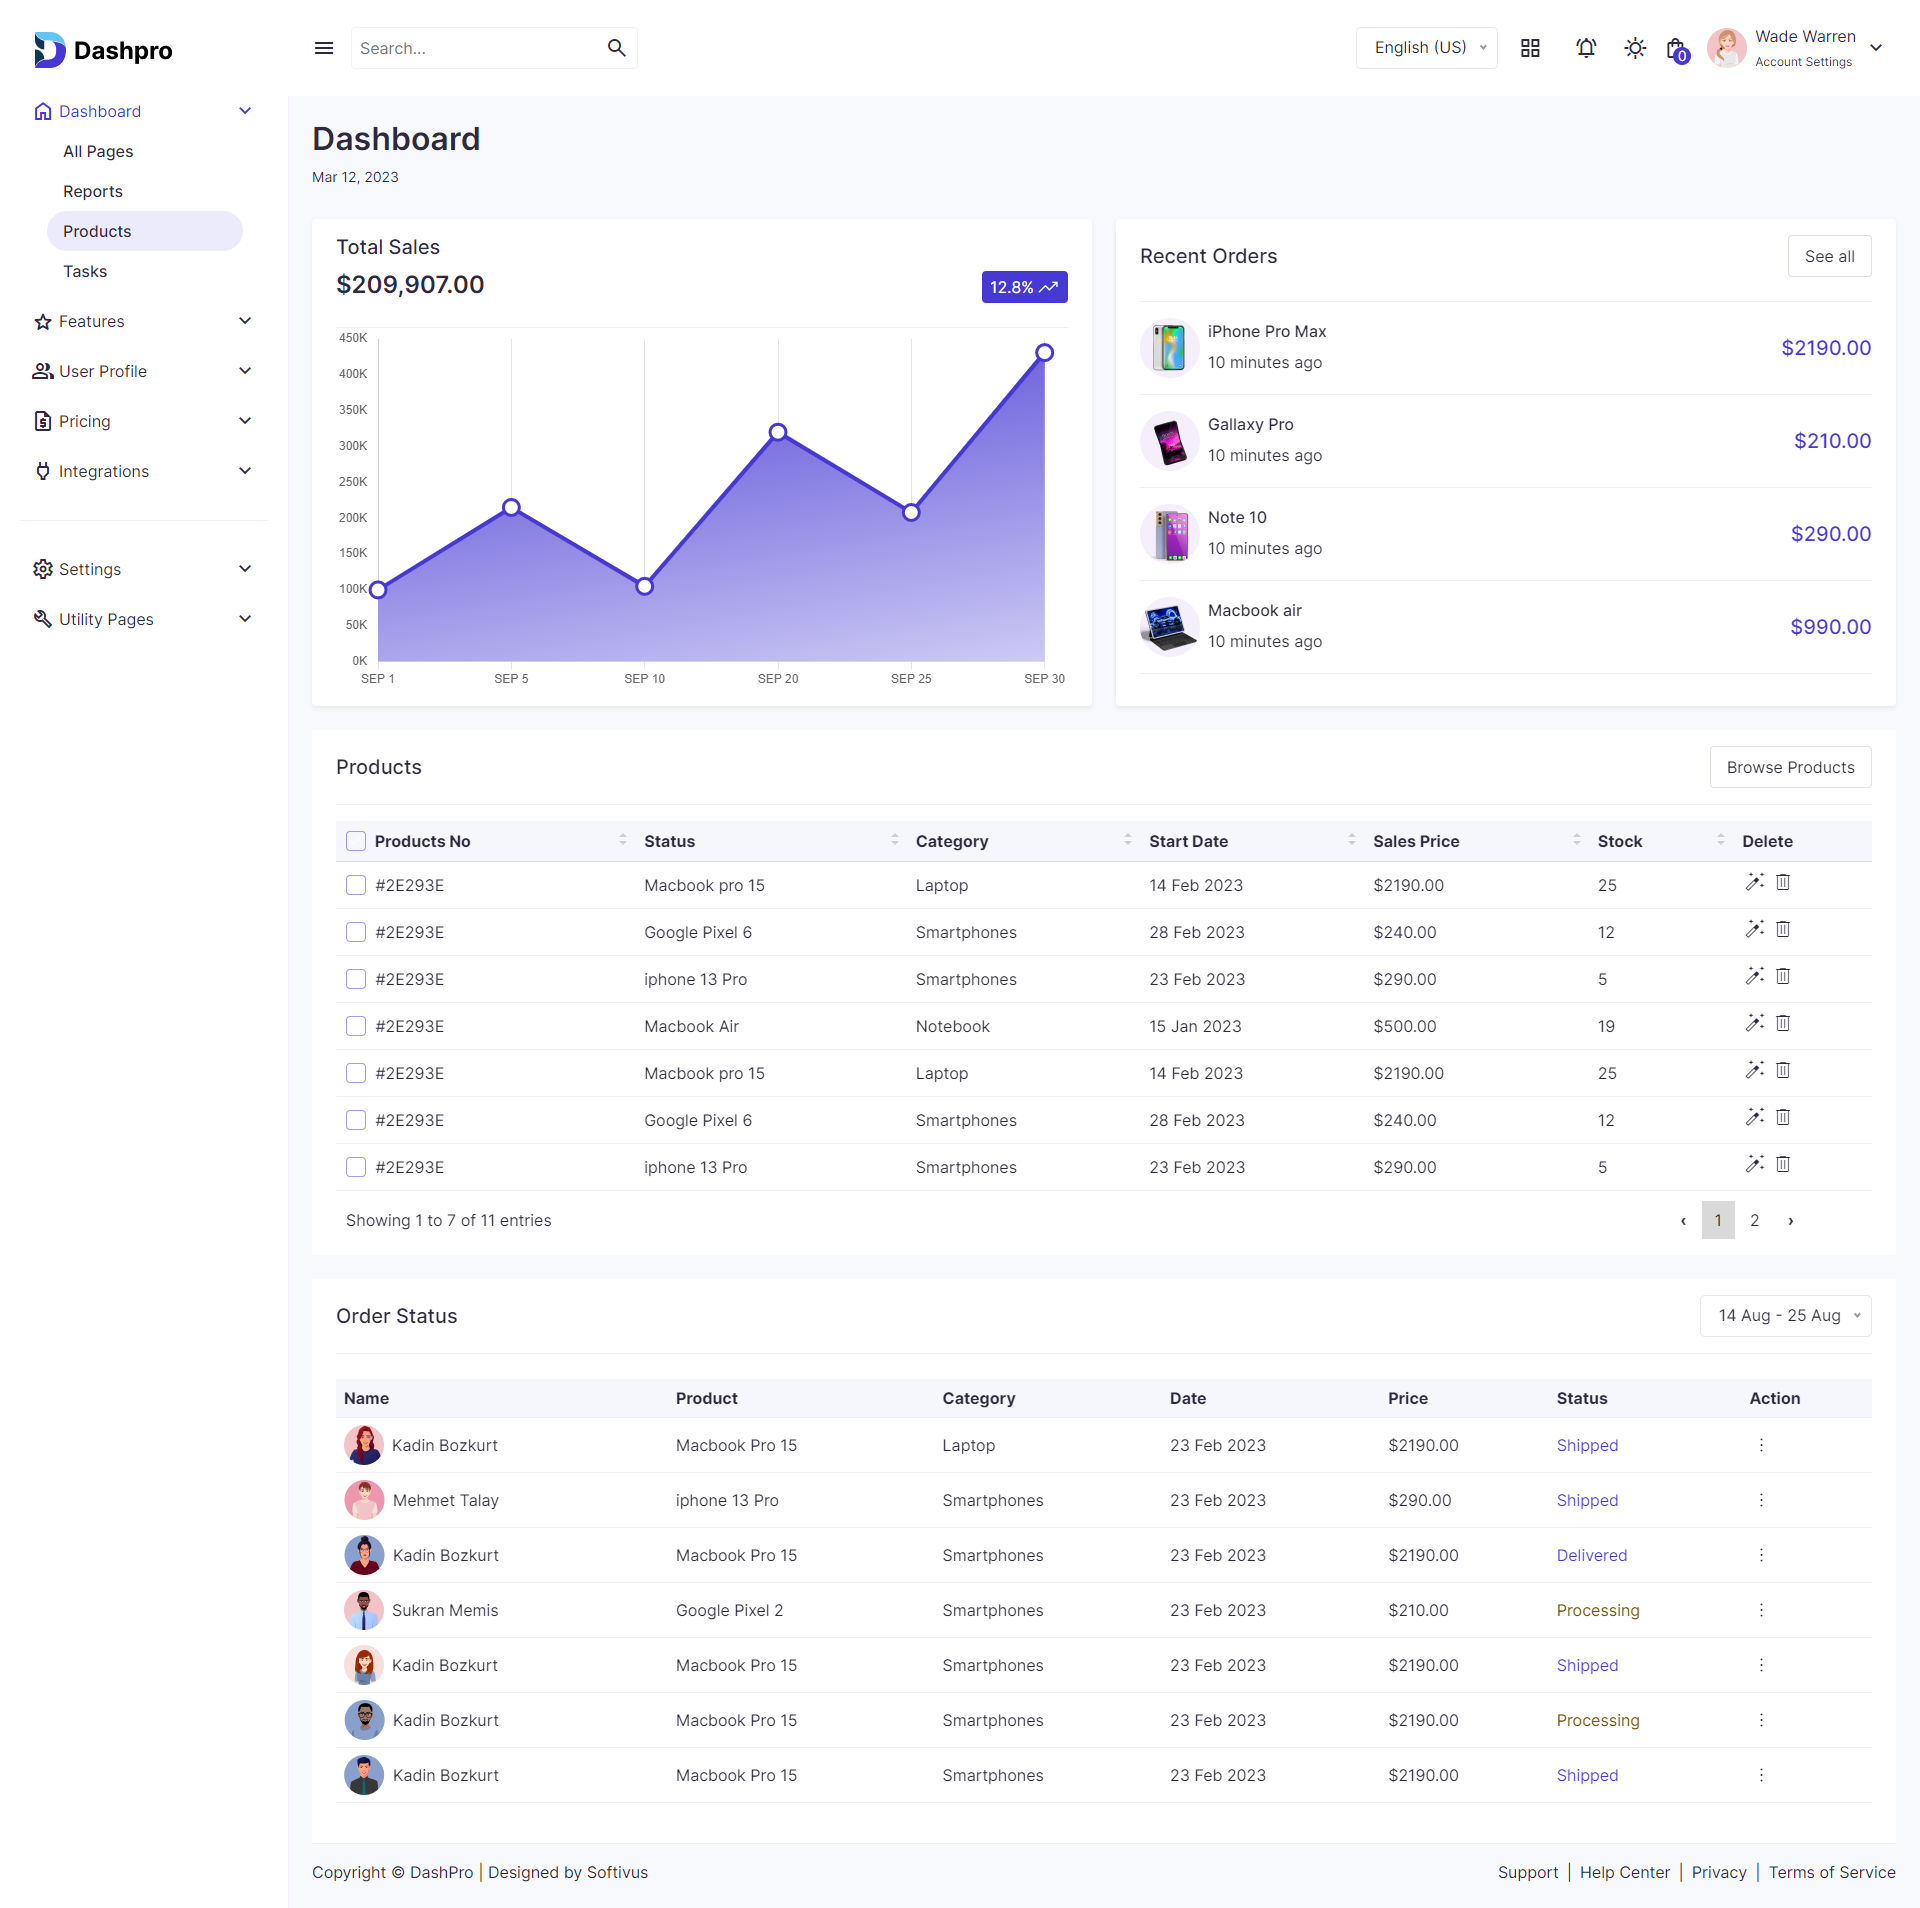 Dashpro
Search...
English (US)
0
Wade Warren
Account Settings
Dashboard
All Pages
Reports
Products
Tasks
Features
User Profile
Pricing
Integrations
Settings
Utility Pages
Dashboard
Mar 12, 2023
Total Sales
$209,907.00
12.8%
450K
400K
350K
300K
250K
200K
150K
100K
50K
0K
SEP 1 SEP 5 SEP 10 SEP 20 SEP 25 SEP 30
Recent Orders
See all
iPhone Pro Max
10 minutes ago
$2190.00
Gallaxy Pro
10 minutes ago
$210.00
Note 10
10 minutes ago
$290.00
Macbook air
10 minutes ago
$990.00
Products
Browse Products
Products No Status Category Start Date Sales Price Stock Delete
#2E293E Macbook pro 15 Laptop 14 Feb 2023 $2190.00 25
#2E293E Google Pixel 6 Smartphones 28 Feb 2023 $240.00 12
#2E293E iphone 13 Pro Smartphones 23 Feb 2023 $290.00 5
#2E293E Macbook Air Notebook 15 Jan 2023 $500.00 19
#2E293E Macbook pro 15 Laptop 14 Feb 2023 $2190.00 25
#2E293E Google Pixel 6 Smartphones 28 Feb 2023 $240.00 12
#2E293E iphone 13 Pro Smartphones 23 Feb 2023 $290.00 5
Showing 1 to 7 of 11 entries
‹ 1 2 ›
Order Status
14 Aug - 25 Aug
Name Product Category Date Price Status Action
Kadin Bozkurt Macbook Pro 15 Laptop 23 Feb 2023 $2190.00 Shipped
Mehmet Talay iphone 13 Pro Smartphones 23 Feb 2023 $290.00 Shipped
Kadin Bozkurt Macbook Pro 15 Smartphones 23 Feb 2023 $2190.00 Delivered
Sukran Memis Google Pixel 2 Smartphones 23 Feb 2023 $210.00 Processing
Kadin Bozkurt Macbook Pro 15 Smartphones 23 Feb 2023 $2190.00 Shipped
Kadin Bozkurt Macbook Pro 15 Smartphones 23 Feb 2023 $2190.00 Processing
Kadin Bozkurt Macbook Pro 15 Smartphones 23 Feb 2023 $2190.00 Shipped
Copyright © DashPro | Designed by Softivus
Support | Help Center | Privacy | Terms of Service